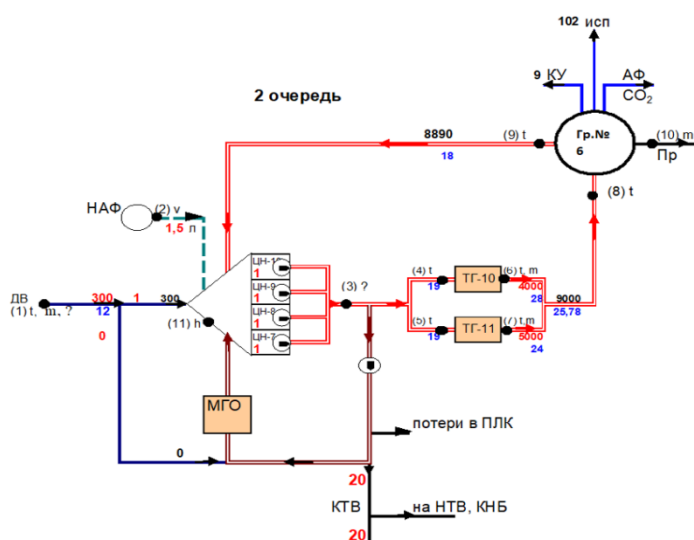 102 исп
9 КУ
АФ
CO₂
2 очередь
8890
18
(9) t
Гр.№
6
(10) m
Пр
(8) t
НАФ
(2) v
1,5 л
ЦН-1
1
ЦН-9
1
ЦН-8
1
ЦН-7
1
(3) ?
(4) t
19
ТГ-10
(6) t, m
4000
28
9000
25,78
(5) t
19
ТГ-11
(7) t,m
5000
24
ДВ
(1) t, m, ?
300
12
0
1
300
(11) h
МГО
0
потери в ПЛК
20
КТВ
на НТВ, КНБ
20